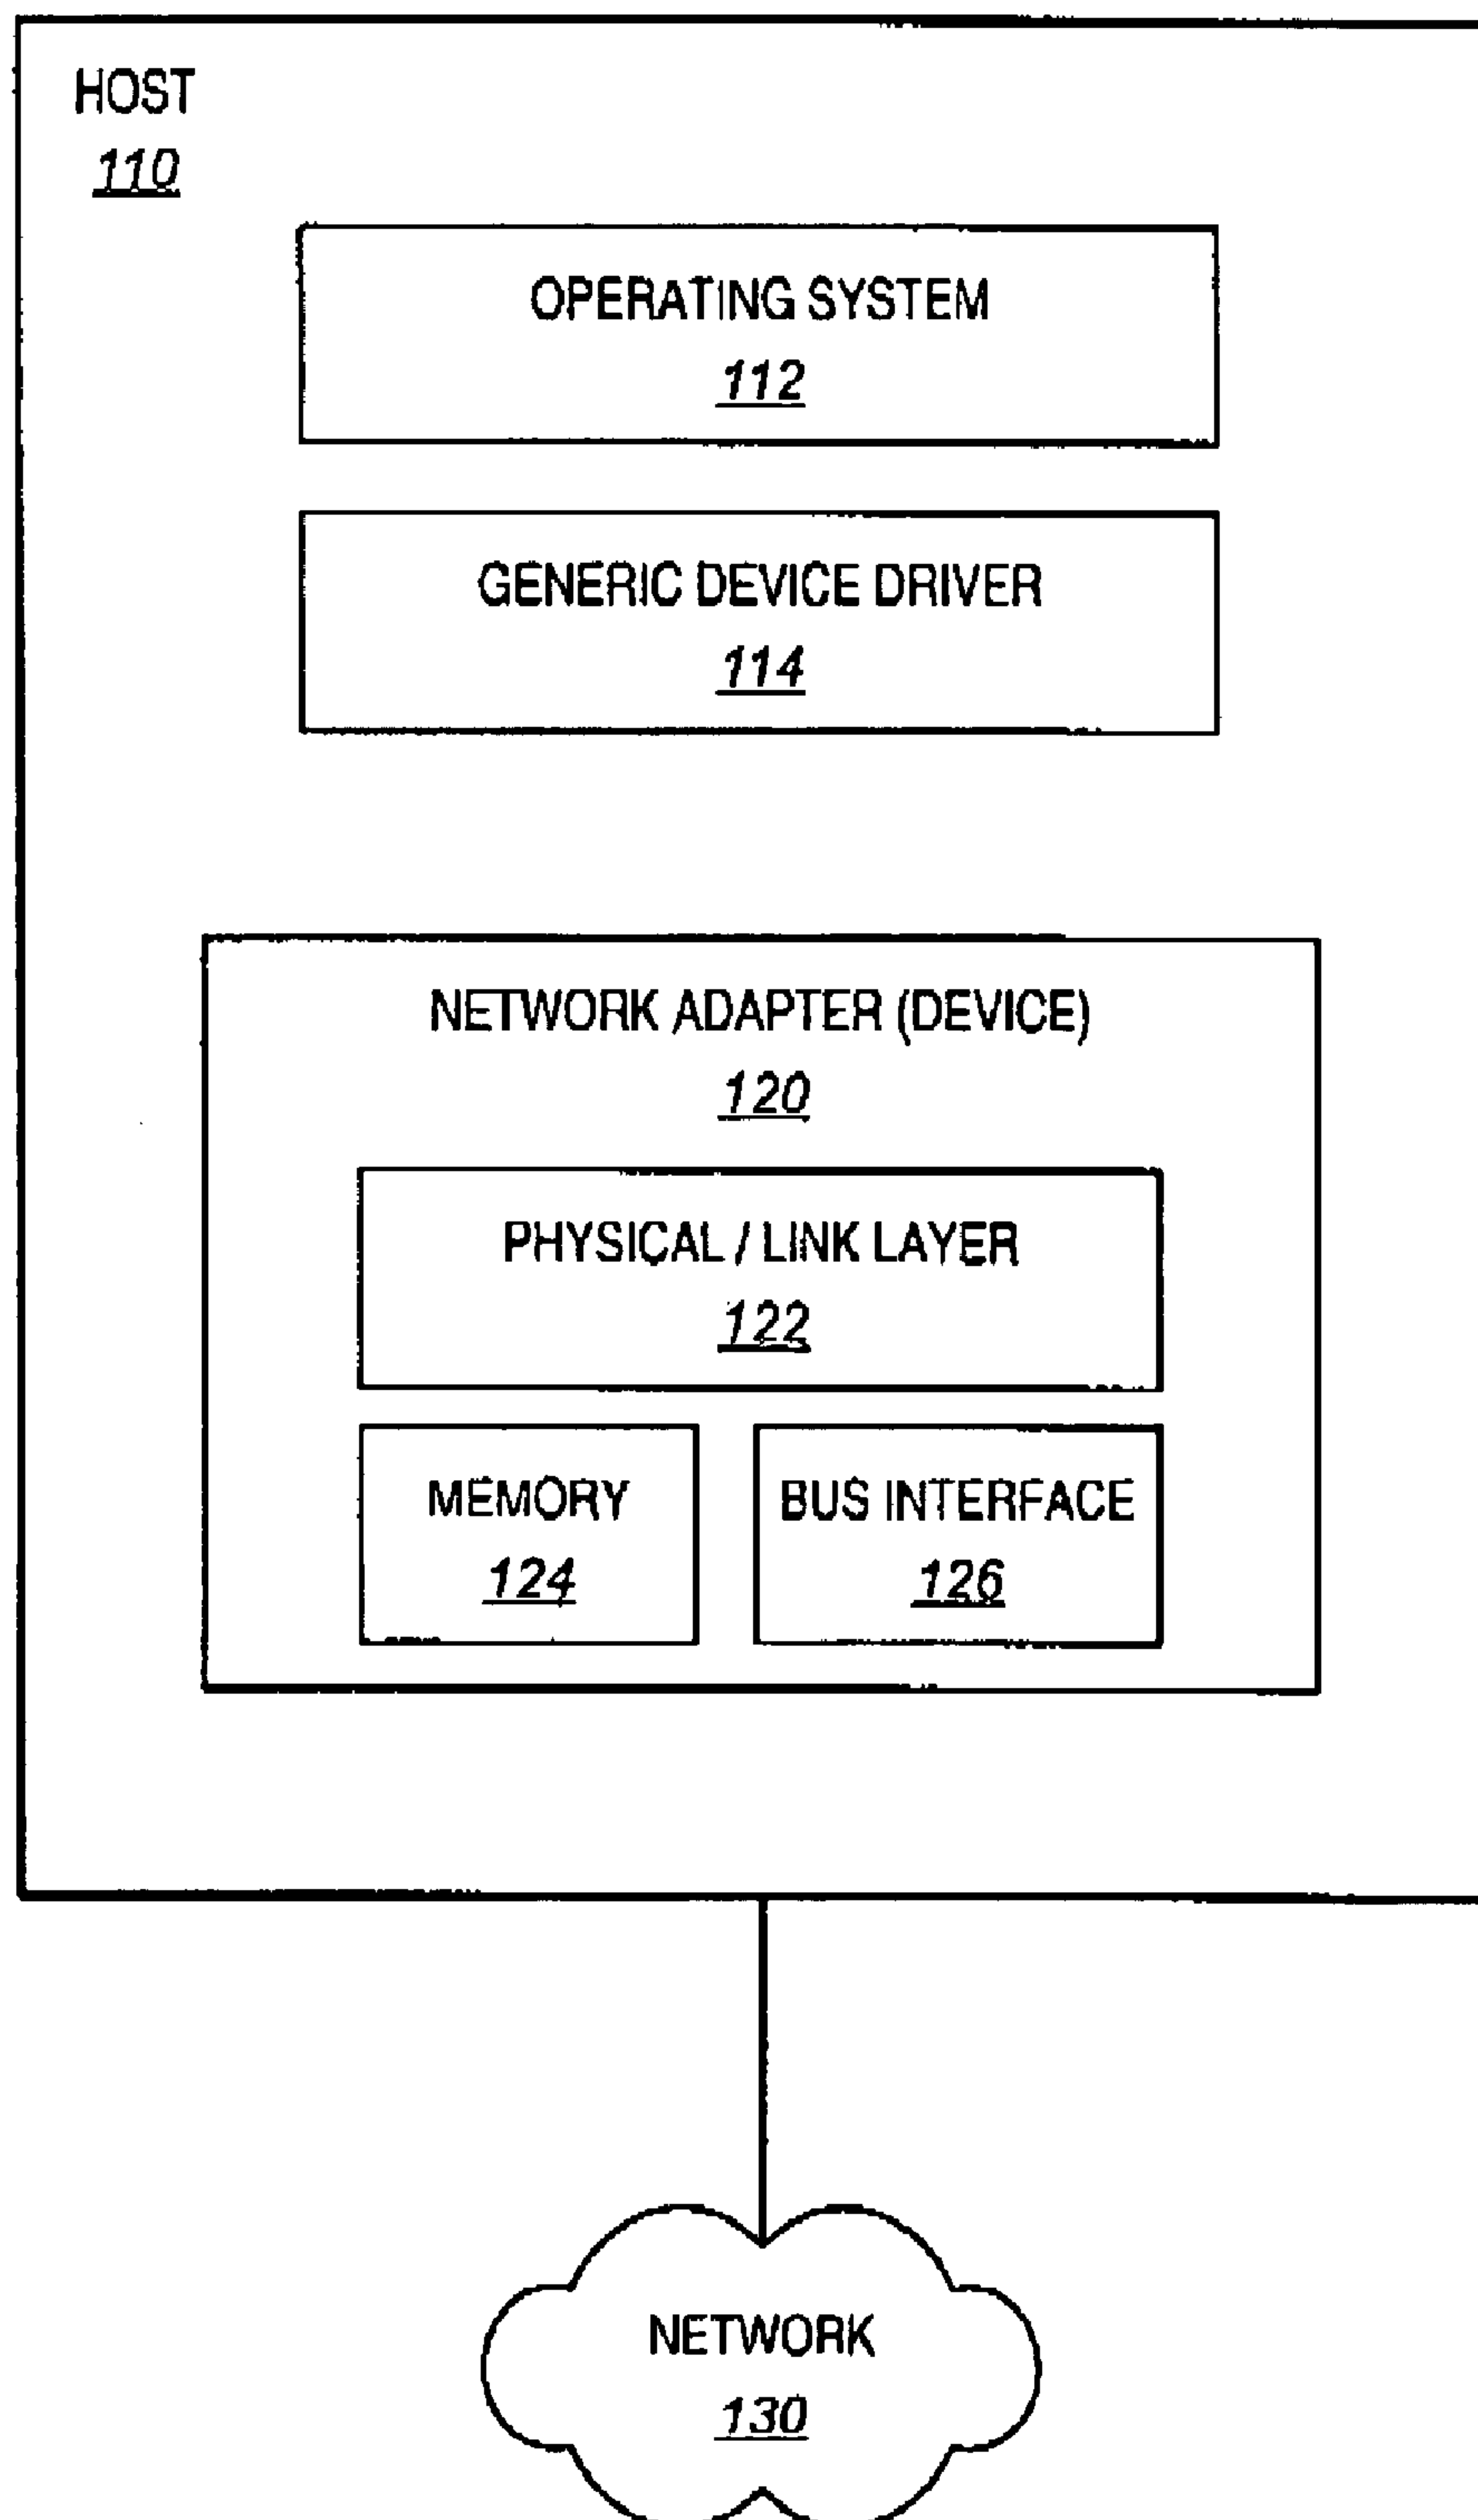 HOST
110
OPERATING SYSTEM
112
GENERIC DEVICE DRIVER
114
NETWORK ADAPTER (DEVICE)
120
PHYSICAL / LINK LAYER
122
MEMORY
124
BUS INTERFACE
126
NETWORK
130